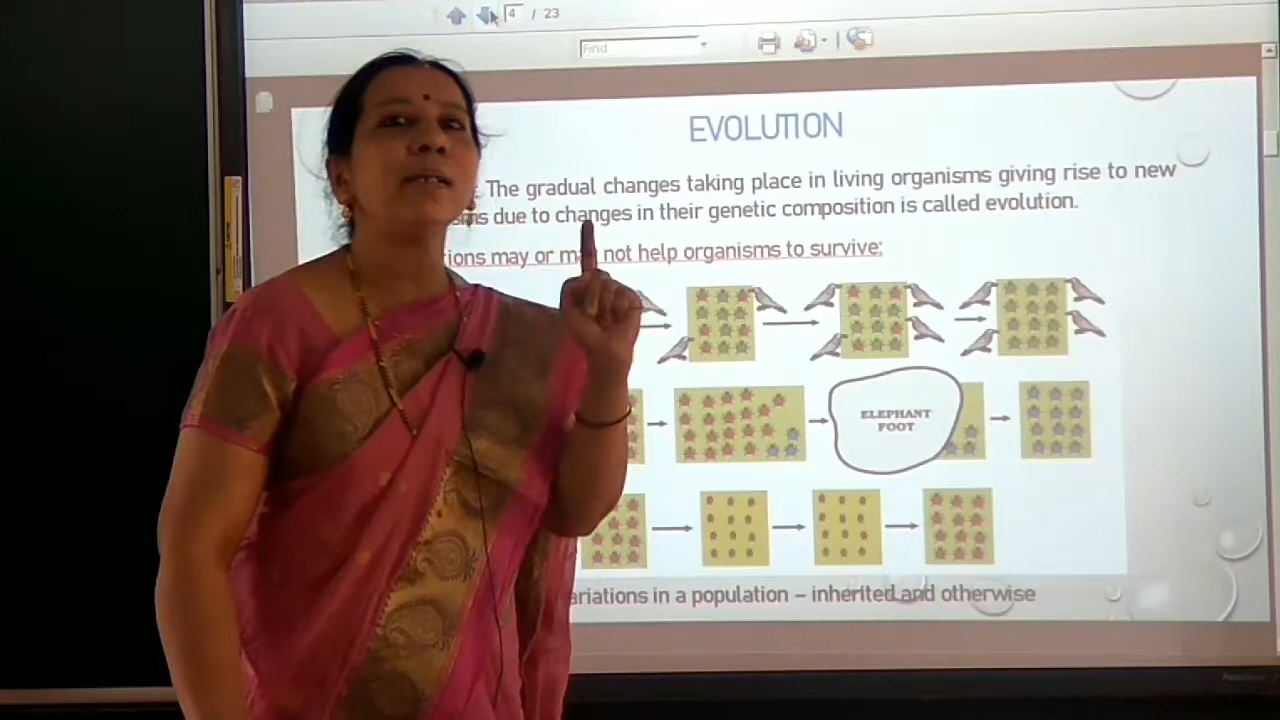 4 / 23
Find
EVOLUTION
: The gradual changes taking place in living organisms giving rise to new
due to changes in their genetic composition is called evolution.
may or may not help organisms to survive:
ELEPHANT
FOOT
in a population – inherited and otherwise